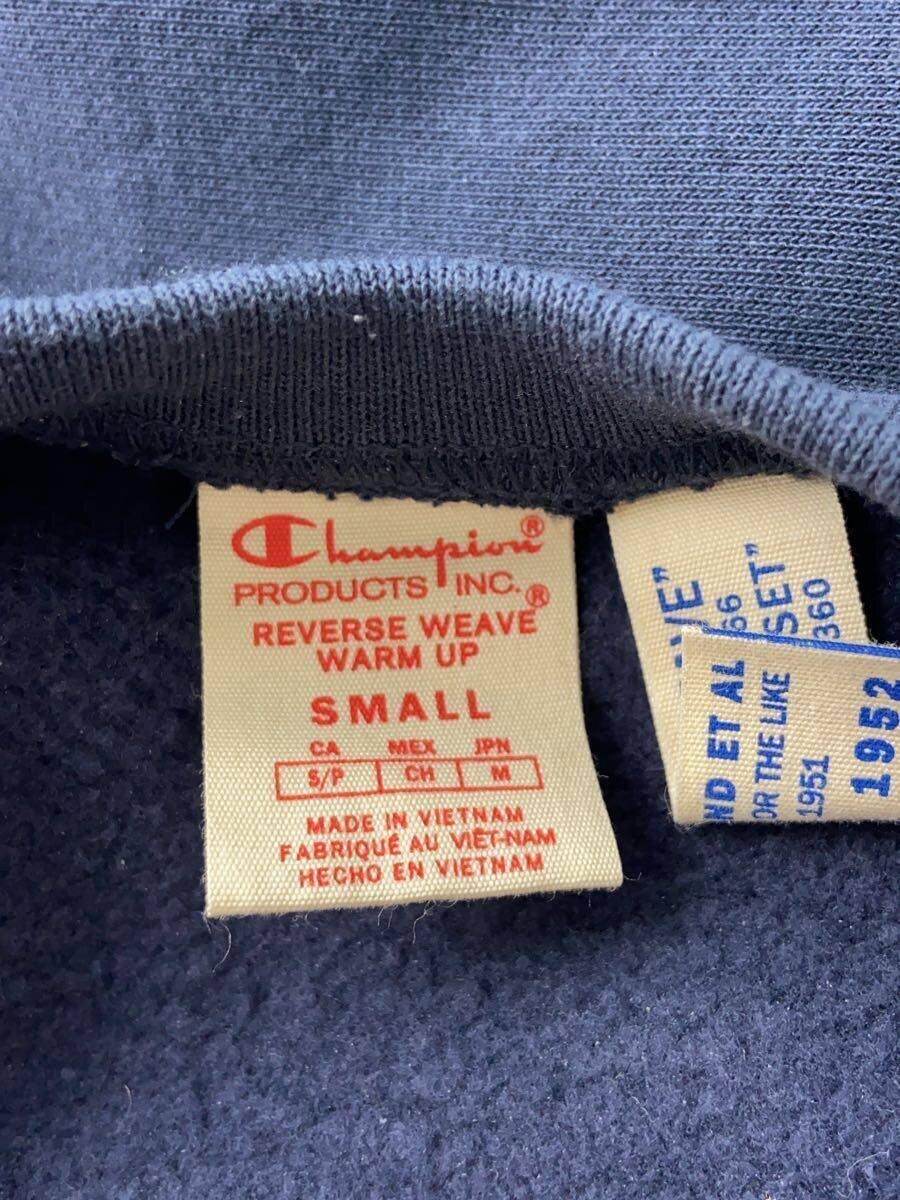 Champion®
PRODUCTS INC.®
REVERSE WEAVE
WARM UP
SMALL
CA MEX JPN
S/P CH M
MADE IN VIETNAM
FABRIQUÉ AU VIÊT-NAM
HECHO EN VIETNAM
66
SET"
360
ET AL
OR THE LIKE
1951
1952